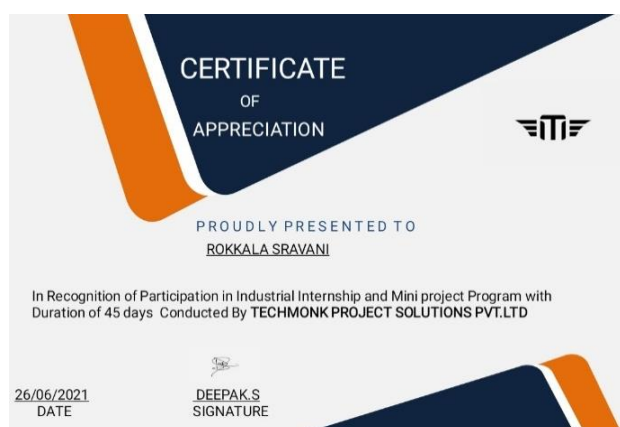 CERTIFICATE
OF
APPRECIATION
PROUDLY PRESENTED TO
ROKKALA SRAVANI
In Recognition of Participation in Industrial Internship and Mini project Program with
Duration of 45 days Conducted By TECHMONK PROJECT SOLUTIONS PVT.LTD
26/06/2021
DATE
DEEPAK.S
SIGNATURE